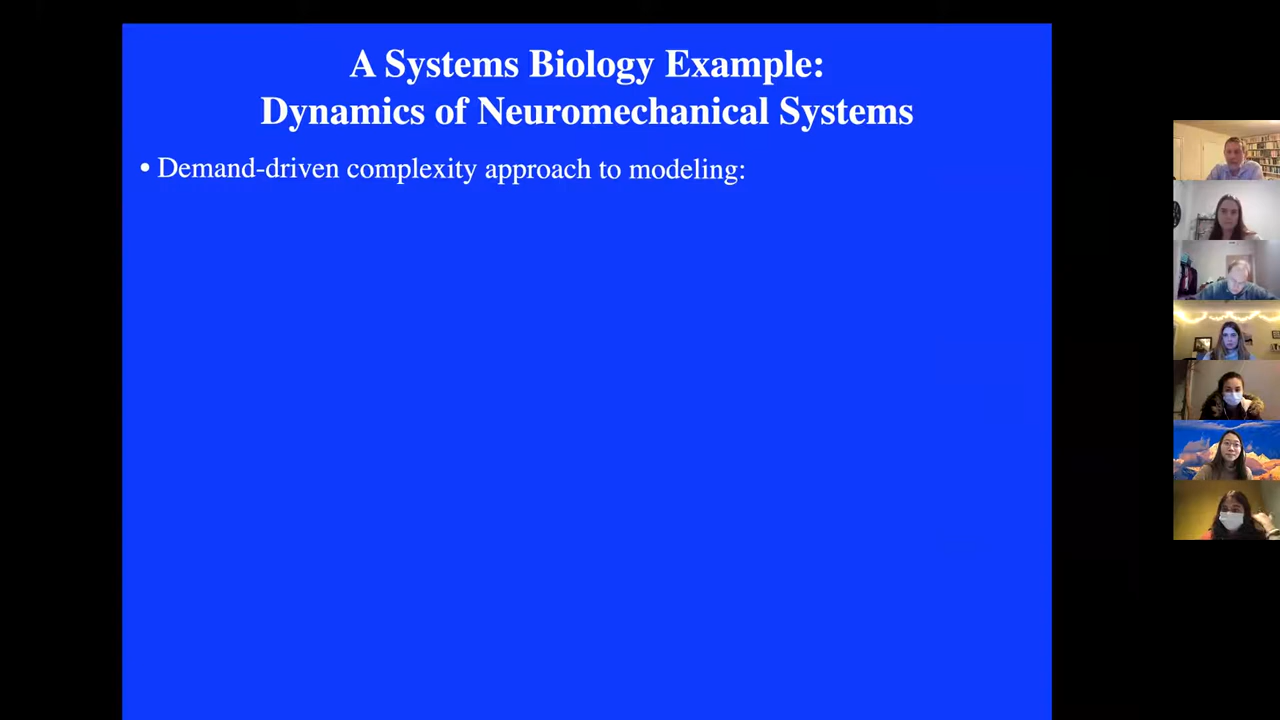 A Systems Biology Example:
Dynamics of Neuromechanical Systems
• Demand-driven complexity approach to modeling: